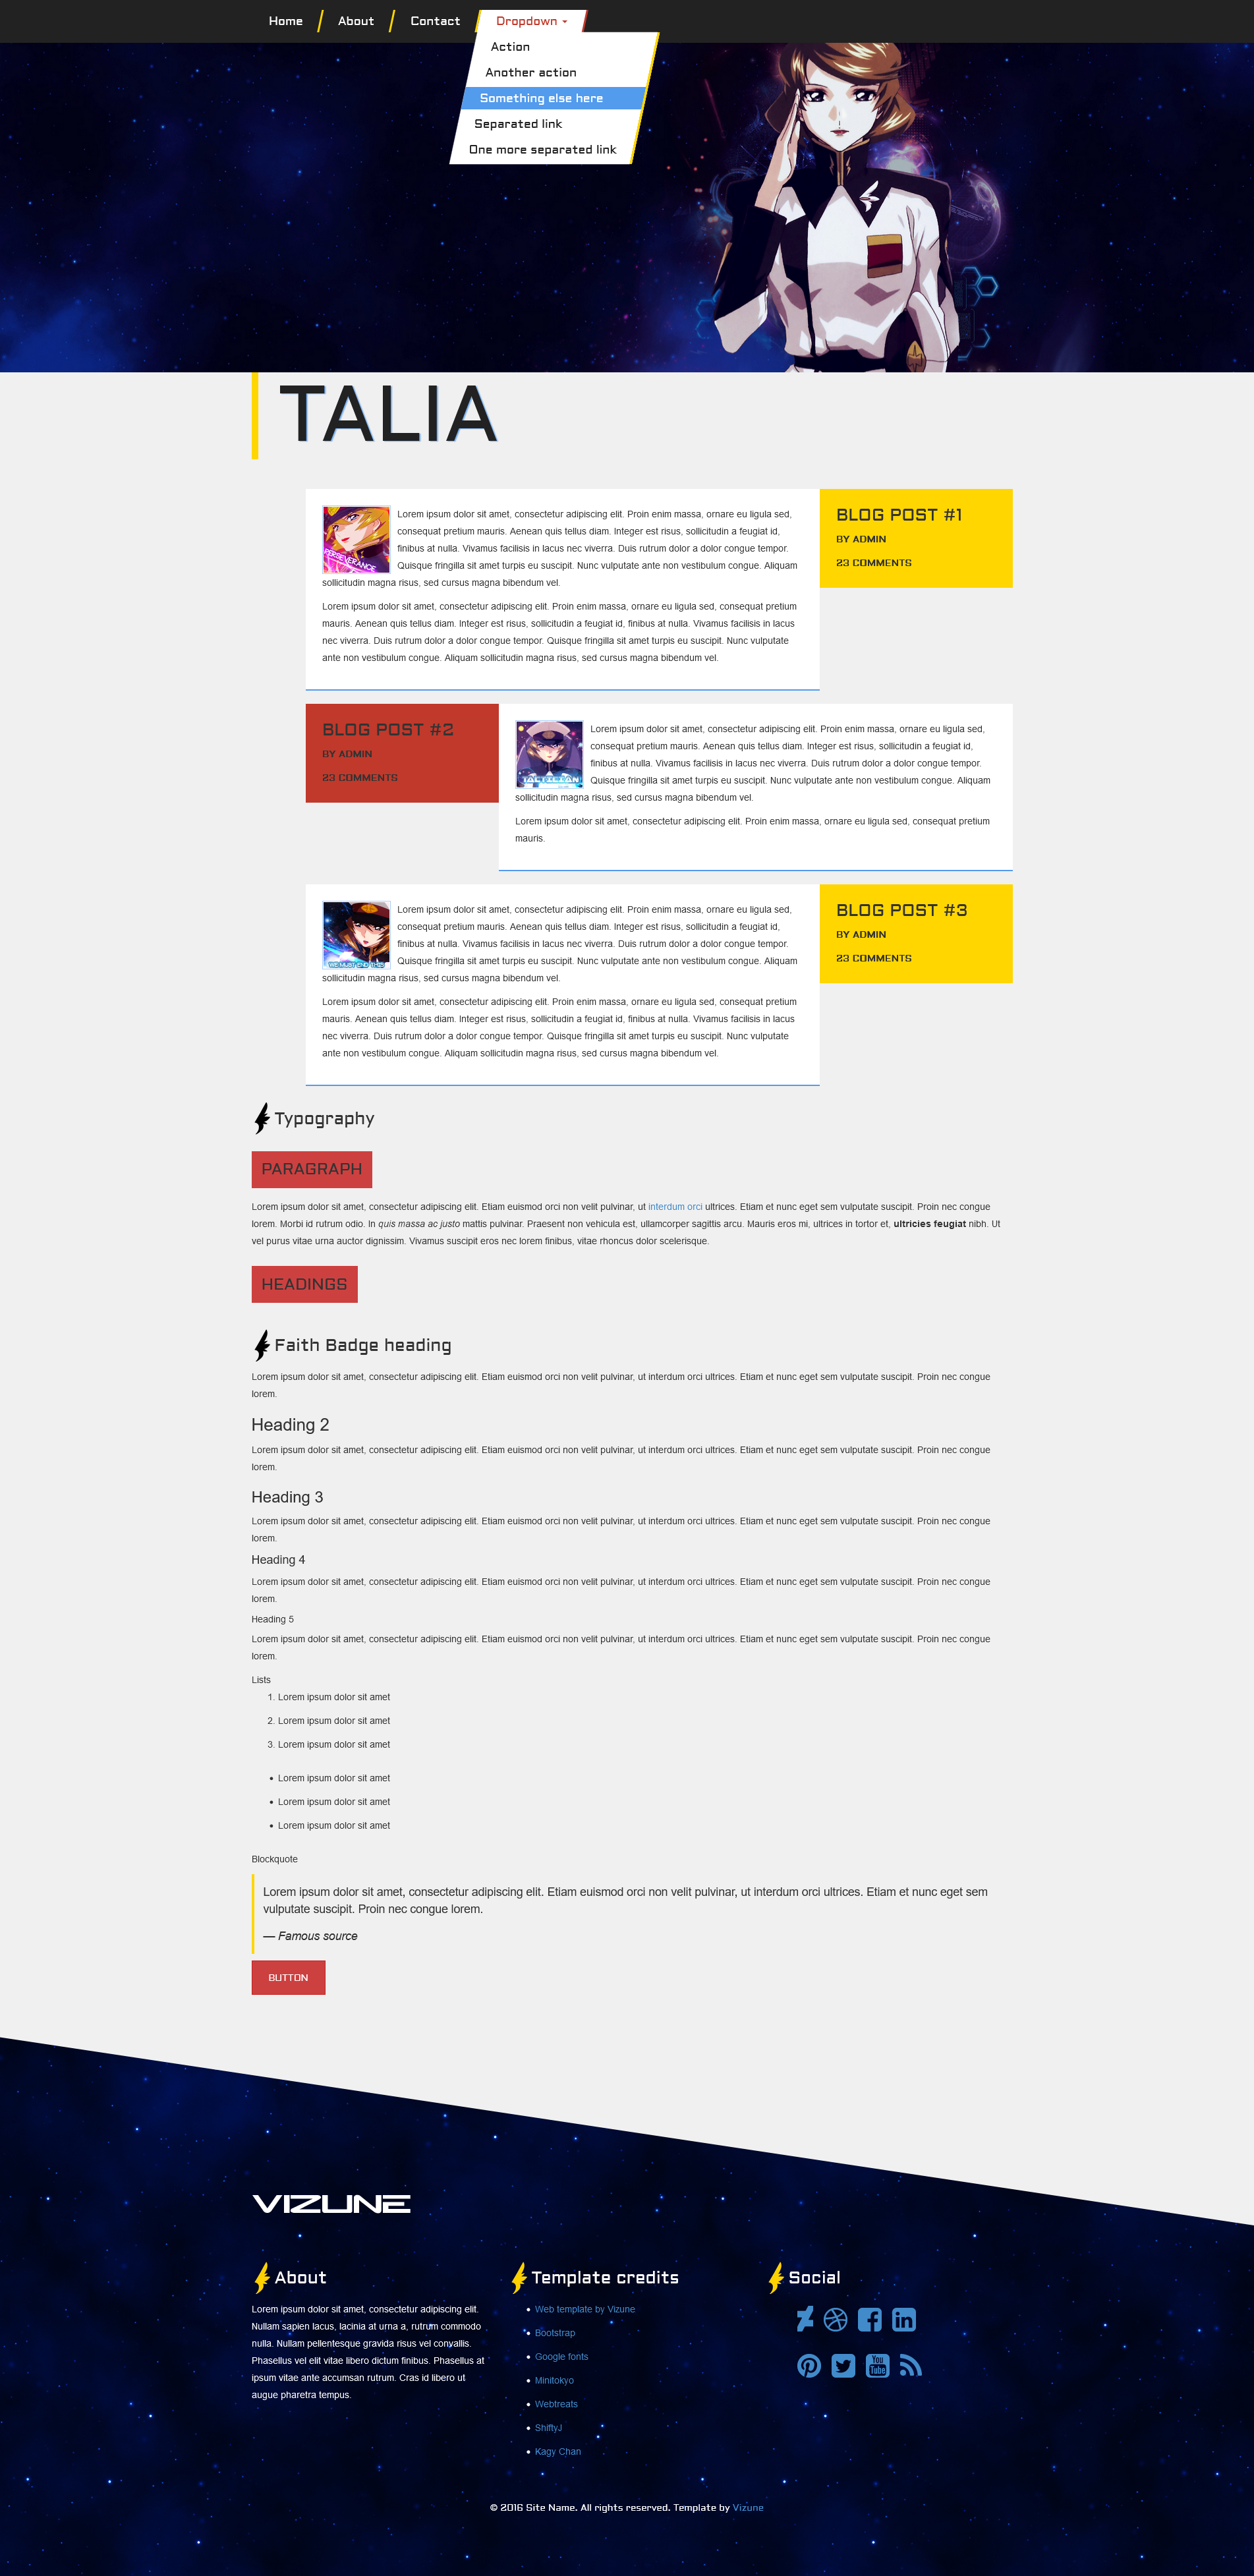 Home
About
Contact
Dropdown
Action
Another action
Something else here
Separated link
One more separated link
TALIA
PERSEVERANCE
Lorem ipsum dolor sit amet, consectetur adipiscing elit. Proin enim massa, ornare eu ligula sed,
consequat pretium mauris. Aenean quis tellus diam. Integer est risus, sollicitudin a feugiat id,
finibus at nulla. Vivamus facilisis in lacus nec viverra. Duis rutrum dolor a dolor congue tempor.
Quisque fringilla sit amet turpis eu suscipit. Nunc vulputate ante non vestibulum congue. Aliquam
sollicitudin magna risus, sed cursus magna bibendum vel.
Lorem ipsum dolor sit amet, consectetur adipiscing elit. Proin enim massa, ornare eu ligula sed, consequat pretium
mauris. Aenean quis tellus diam. Integer est risus, sollicitudin a feugiat id, finibus at nulla. Vivamus facilisis in lacus
nec viverra. Duis rutrum dolor a dolor congue tempor. Quisque fringilla sit amet turpis eu suscipit. Nunc vulputate
ante non vestibulum congue. Aliquam sollicitudin magna risus, sed cursus magna bibendum vel.
BLOG POST #1
BY ADMIN
23 COMMENTS
BLOG POST #2
BY ADMIN
23 COMMENTS
TACTICIAN
Lorem ipsum dolor sit amet, consectetur adipiscing elit. Proin enim massa, ornare eu ligula sed,
consequat pretium mauris. Aenean quis tellus diam. Integer est risus, sollicitudin a feugiat id,
finibus at nulla. Vivamus facilisis in lacus nec viverra. Duis rutrum dolor a dolor congue tempor.
Quisque fringilla sit amet turpis eu suscipit. Nunc vulputate ante non vestibulum congue. Aliquam
sollicitudin magna risus, sed cursus magna bibendum vel.
Lorem ipsum dolor sit amet, consectetur adipiscing elit. Proin enim massa, ornare eu ligula sed, consequat pretium
mauris.
WE MUST END THIS
Lorem ipsum dolor sit amet, consectetur adipiscing elit. Proin enim massa, ornare eu ligula sed,
consequat pretium mauris. Aenean quis tellus diam. Integer est risus, sollicitudin a feugiat id,
finibus at nulla. Vivamus facilisis in lacus nec viverra. Duis rutrum dolor a dolor congue tempor.
Quisque fringilla sit amet turpis eu suscipit. Nunc vulputate ante non vestibulum congue. Aliquam
sollicitudin magna risus, sed cursus magna bibendum vel.
Lorem ipsum dolor sit amet, consectetur adipiscing elit. Proin enim massa, ornare eu ligula sed, consequat pretium
mauris. Aenean quis tellus diam. Integer est risus, sollicitudin a feugiat id, finibus at nulla. Vivamus facilisis in lacus
nec viverra. Duis rutrum dolor a dolor congue tempor. Quisque fringilla sit amet turpis eu suscipit. Nunc vulputate
ante non vestibulum congue. Aliquam sollicitudin magna risus, sed cursus magna bibendum vel.
BLOG POST #3
BY ADMIN
23 COMMENTS
Typography
PARAGRAPH
Lorem ipsum dolor sit amet, consectetur adipiscing elit. Etiam euismod orci non velit pulvinar, ut interdum orci ultrices. Etiam et nunc eget sem vulputate suscipit. Proin nec congue
lorem. Morbi id rutrum odio. In quis massa ac justo mattis pulvinar. Praesent non vehicula est, ullamcorper sagittis arcu. Mauris eros mi, ultrices in tortor et, ultricies feugiat nibh. Ut
vel purus vitae urna auctor dignissim. Vivamus suscipit eros nec lorem finibus, vitae rhoncus dolor scelerisque.
HEADINGS
Faith Badge heading
Lorem ipsum dolor sit amet, consectetur adipiscing elit. Etiam euismod orci non velit pulvinar, ut interdum orci ultrices. Etiam et nunc eget sem vulputate suscipit. Proin nec congue
lorem.
Heading 2
Lorem ipsum dolor sit amet, consectetur adipiscing elit. Etiam euismod orci non velit pulvinar, ut interdum orci ultrices. Etiam et nunc eget sem vulputate suscipit. Proin nec congue
lorem.
Heading 3
Lorem ipsum dolor sit amet, consectetur adipiscing elit. Etiam euismod orci non velit pulvinar, ut interdum orci ultrices. Etiam et nunc eget sem vulputate suscipit. Proin nec congue
lorem.
Heading 4
Lorem ipsum dolor sit amet, consectetur adipiscing elit. Etiam euismod orci non velit pulvinar, ut interdum orci ultrices. Etiam et nunc eget sem vulputate suscipit. Proin nec congue
lorem.
Heading 5
Lorem ipsum dolor sit amet, consectetur adipiscing elit. Etiam euismod orci non velit pulvinar, ut interdum orci ultrices. Etiam et nunc eget sem vulputate suscipit. Proin nec congue
lorem.
Lists
1. Lorem ipsum dolor sit amet
2. Lorem ipsum dolor sit amet
3. Lorem ipsum dolor sit amet
• Lorem ipsum dolor sit amet
• Lorem ipsum dolor sit amet
• Lorem ipsum dolor sit amet
Blockquote
Lorem ipsum dolor sit amet, consectetur adipiscing elit. Etiam euismod orci non velit pulvinar, ut interdum orci ultrices. Etiam et nunc eget sem
vulputate suscipit. Proin nec congue lorem.
— Famous source
BUTTON
VIZUNE
About
Lorem ipsum dolor sit amet, consectetur adipiscing elit.
Nullam sapien lacus, lacinia at urna a, rutrum commodo
nulla. Nullam pellentesque gravida risus vel convallis.
Phasellus vel elit vitae libero dictum finibus. Phasellus at
ipsum vitae ante accumsan rutrum. Cras id libero ut
augue pharetra tempus.
Template credits
• Web template by Vizune
• Bootstrap
• Google fonts
• Minitokyo
• Webtreats
• ShiftyJ
• Kagy Chan
Social
You Tube
© 2016 Site Name. All rights reserved. Template by Vizune